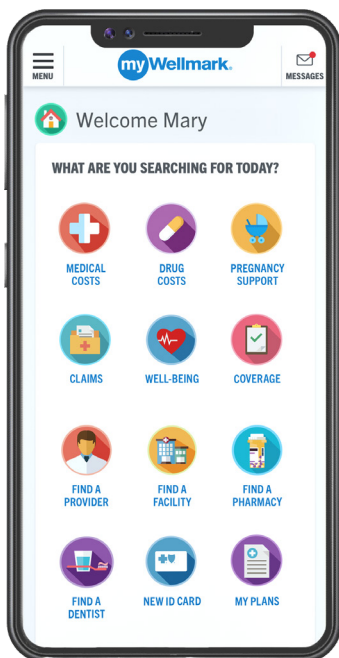 MENU
myWellmark.
MESSAGES
Welcome Mary
WHAT ARE YOU SEARCHING FOR TODAY?
MEDICAL
COSTS
DRUG
COSTS
PREGNANCY
SUPPORT
CLAIMS
WELL-BEING
COVERAGE
FIND A
PROVIDER
FIND A
FACILITY
FIND A
PHARMACY
FIND A
DENTIST
NEW ID CARD
MY PLANS